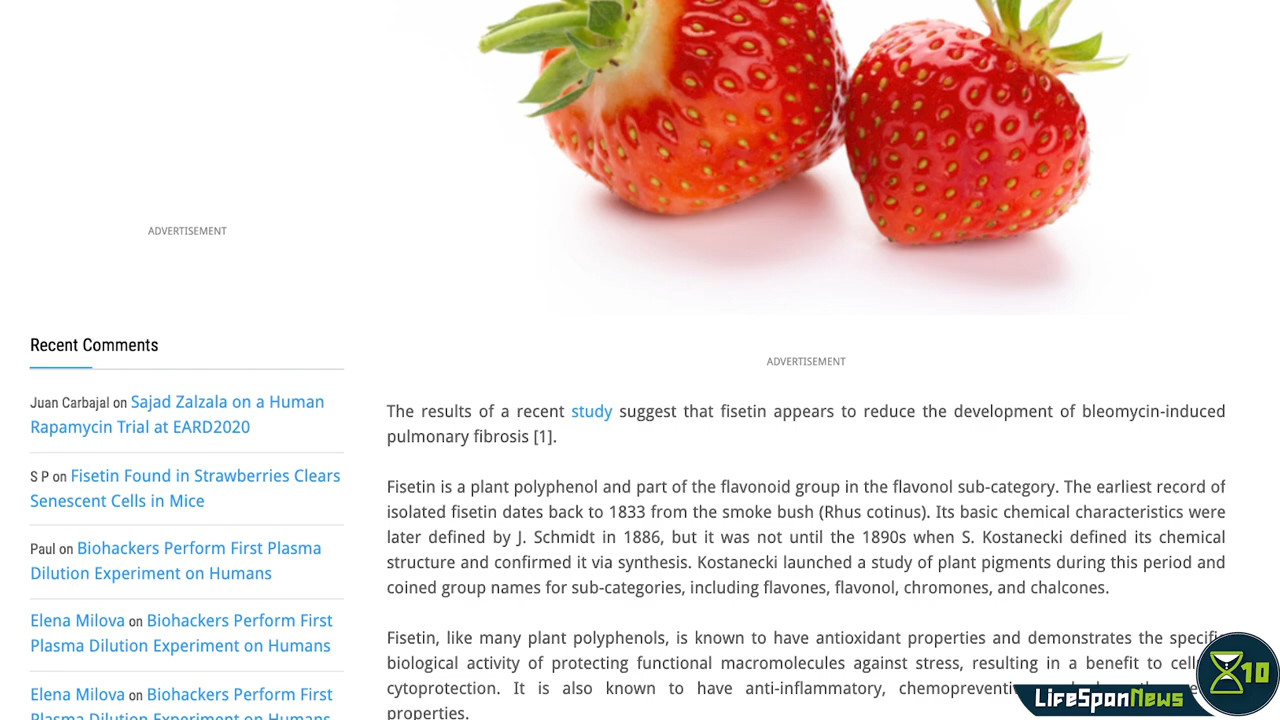 ADVERTISEMENT
Recent Comments
Juan Carbajal on Sajad Zalzala on a Human
Rapamycin Trial at EARD2020
S P on Fisetin Found in Strawberries Clears
Senescent Cells in Mice
Paul on Biohackers Perform First Plasma
Dilution Experiment on Humans
Elena Milova on Biohackers Perform First
Plasma Dilution Experiment on Humans
Elena Milova on Biohackers Perform First
Plasma Dilution Experiment on Humans
ADVERTISEMENT
The results of a recent study suggest that fisetin appears to reduce the development of bleomycin-induced
pulmonary fibrosis [1].
Fisetin is a plant polyphenol and part of the flavonoid group in the flavonol sub-category. The earliest record of
isolated fisetin dates back to 1833 from the smoke bush (Rhus cotinus). Its basic chemical characteristics were
later defined by J. Schmidt in 1886, but it was not until the 1890s when S. Kostanecki defined its chemical
structure and confirmed it via synthesis. Kostanecki launched a study of plant pigments during this period and
coined group names for sub-categories, including flavones, flavonol, chromones, and chalcones.
Fisetin, like many plant polyphenols, is known to have antioxidant properties and demonstrates the specific
biological activity of protecting functional macromolecules against stress, resulting in a benefit to
cytoprotection. It is also known to have anti-inflammatory,
properties.
LifeSpanNews
10